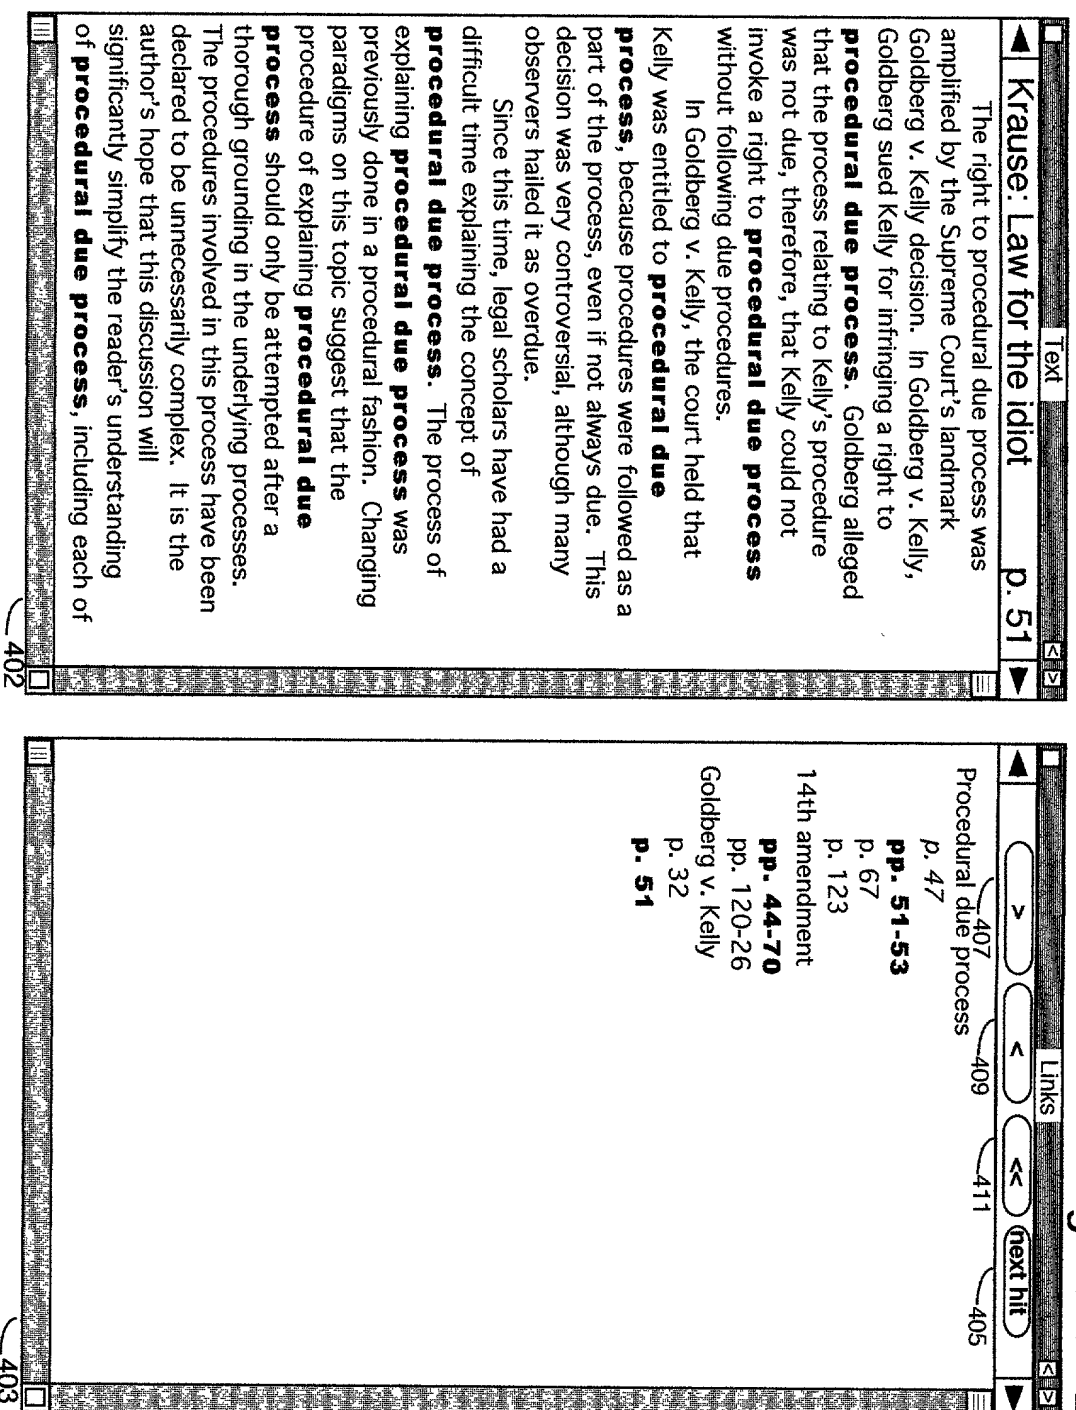 Text
Krause: Law for the idiot p. 51
The right to procedural due process was
amplified by the Supreme Court's landmark
Goldberg v. Kelly decision. In Goldberg v. Kelly,
Goldberg sued Kelly for infringing a right to
procedural due process. Goldberg alleged
that the process relating to Kelly's procedure
was not due, therefore, that Kelly could not
invoke a right to procedural due process
without following due procedures.
In Goldberg v. Kelly, the court held that
Kelly was entitled to procedural due
process, because procedures were followed as a
part of the process, even if not always due. This
decision was very controversial, although many
observers hailed it as overdue.
Since this time, legal scholars have had a
difficult time explaining the concept of
procedural due process. The process of
explaining procedural due process was
previously done in a procedural fashion. Changing
paradigms on this topic suggest that the
procedure of explaining procedural due
process should only be attempted after a
thorough grounding in the underlying processes.
The procedures involved in this process have been
declared to be unnecessarily complex. It is the
author's hope that this discussion will
significantly simplify the reader's understanding
of procedural due process, including each of
402
Links
> < << next hit
407 409 411 405
Procedural due process
p. 47
pp. 51-53
p. 67
p. 123
14th amendment
pp. 44-70
pp. 120-26
Goldberg v. Kelly
p. 32
p. 51
403